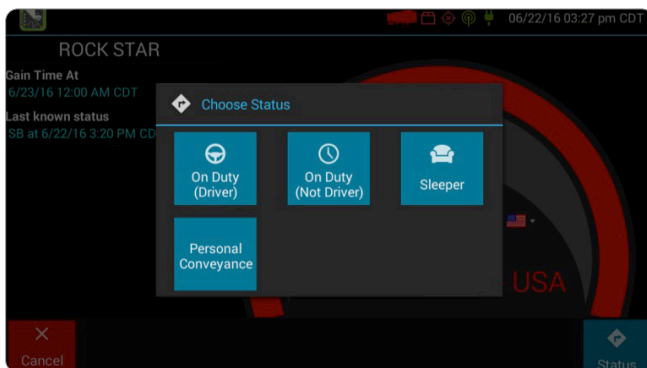 06/22/16 03:27 pm CDT
ROCK STAR
Gain Time At
6/23/16 12:00 AM CDT
Last known status
SB at 6/22/16 3:20 PM CD
Choose Status
On Duty
(Driver)
On Duty
(Not Driver)
Sleeper
Personal
Conveyance
USA
Cancel
Status